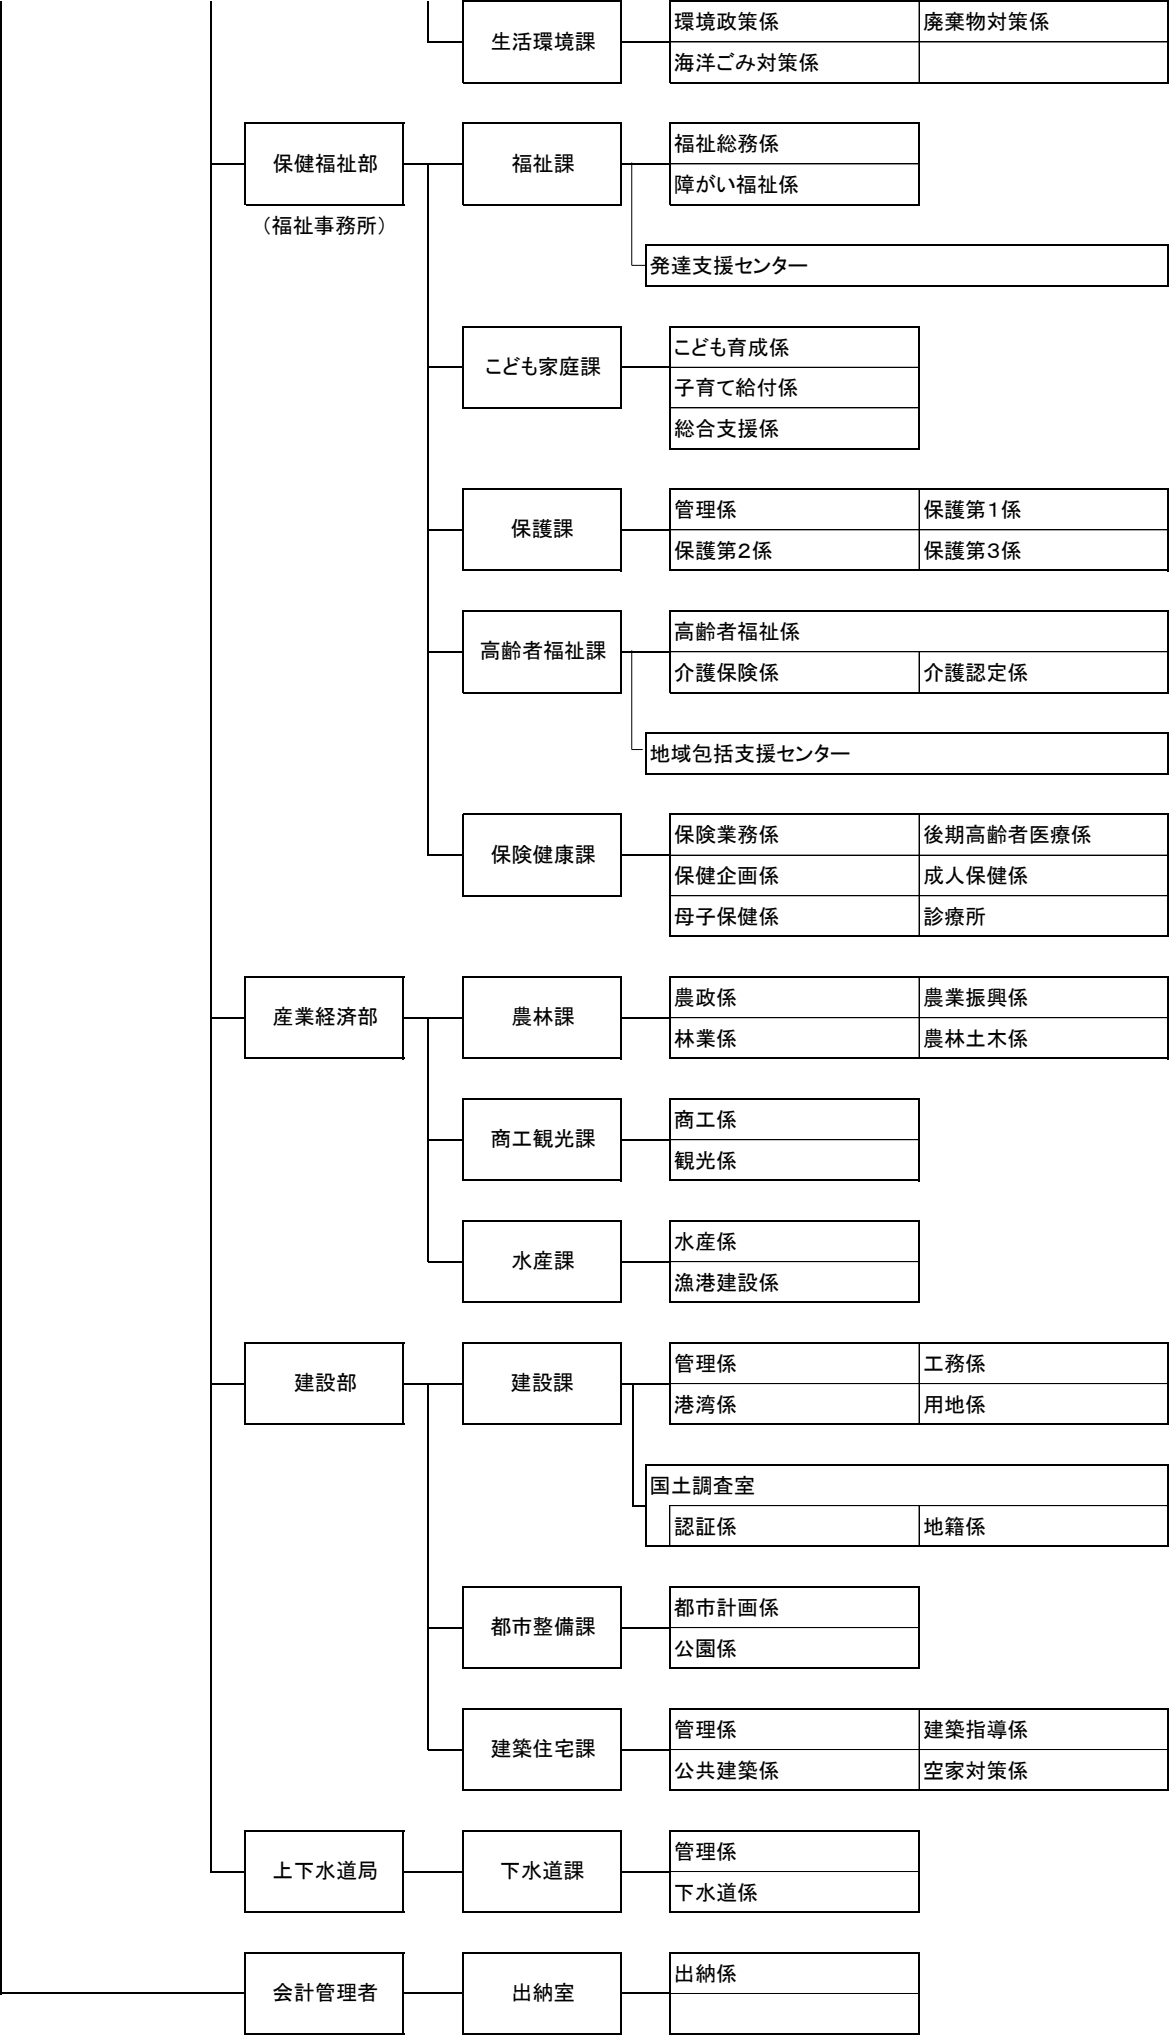 生活環境課
環境政策係 廃棄物対策係
海洋ごみ対策係
保健福祉部
（福祉事務所）
福祉課
福祉総務係
障がい福祉係
発達支援センター
こども家庭課
こども育成係
子育て給付係
総合支援係
保護課
管理係 保護第１係
保護第２係 保護第３係
高齢者福祉課
高齢者福祉係
介護保険係 介護認定係
地域包括支援センター
保険健康課
保険業務係 後期高齢者医療係
保健企画係 成人保健係
母子保健係 診療所
産業経済部
農林課
農政係 農業振興係
林業係 農林土木係
商工観光課
商工係
観光係
水産課
水産係
漁港建設係
建設部
建設課
管理係 工務係
港湾係 用地係
国土調査室
認証係 地籍係
都市整備課
都市計画係
公園係
建築住宅課
管理係 建築指導係
公共建築係 空家対策係
上下水道局
下水道課
管理係
下水道係
会計管理者
出納室
出納係